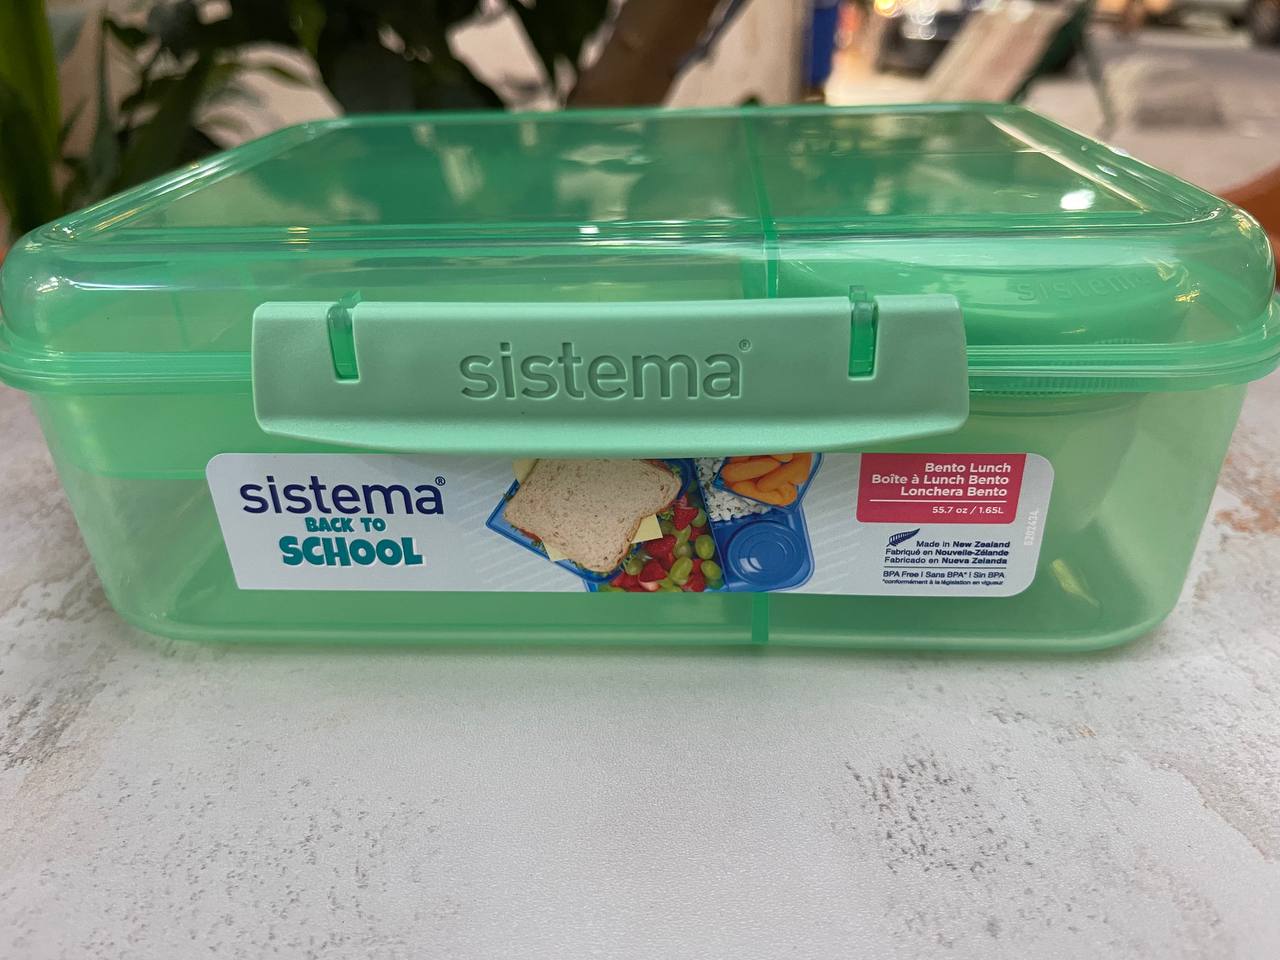 sistema
sistema®
sistema®
BACK TO
SCHOOL
Bento Lunch
Boîte à Lunch Bento
Lonchera Bento
55.7 oz / 1.65L
Made in New Zealand
Fabriqué en Nouvelle-Zélande
Fabricado en Nueva Zelanda
BPA Free | Sans BPA* | Sin BPA
*conformément à la législation en vigueur